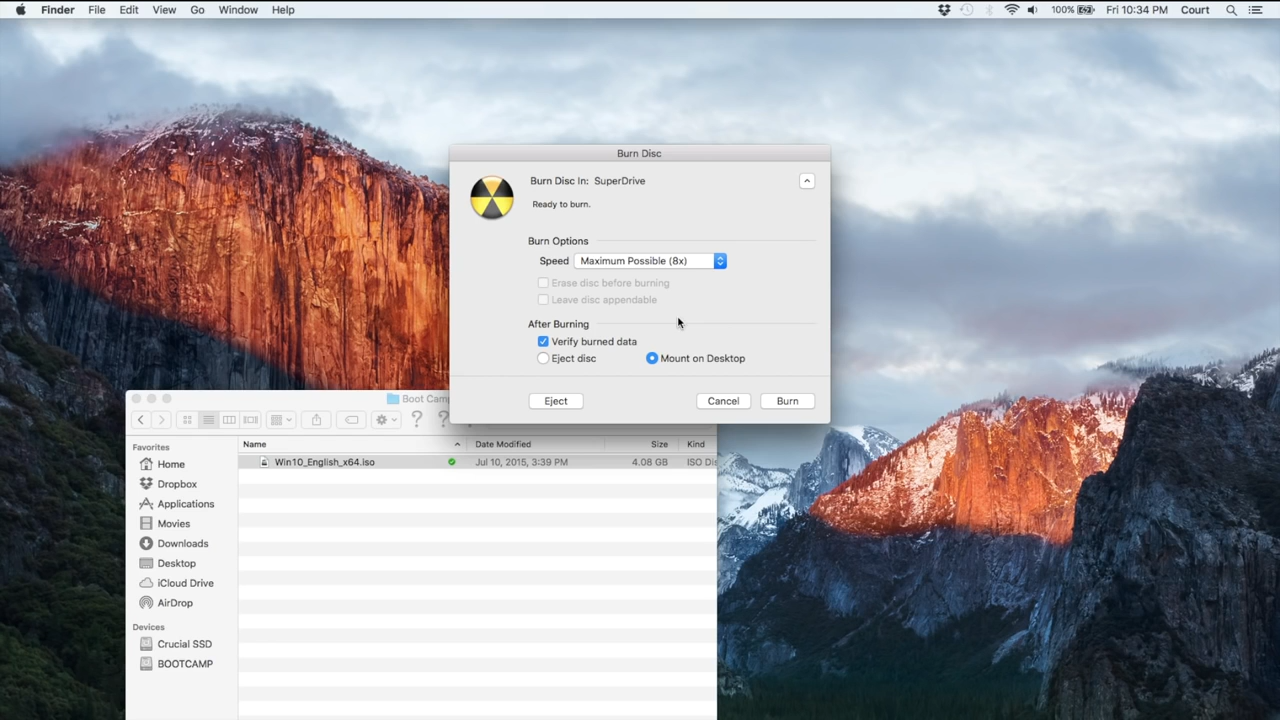 Finder File Edit View Go Window Help 100% Fri 10:34 PM Court
Burn Disc
Burn Disc In: SuperDrive
Ready to burn.
Burn Options
Speed Maximum Possible (8x)
Erase disc before burning
Leave disc appendable
After Burning
Verify burned data
Eject disc Mount on Desktop
Eject Cancel Burn
Boot Camp
Name Date Modified Size Kind
Win10_English_x64.iso Jul 10, 2015, 3:39 PM 4.08 GB ISO Dis
Favorites
Home
Dropbox
Applications
Movies
Downloads
Desktop
iCloud Drive
AirDrop
Devices
Crucial SSD
BOOTCAMP